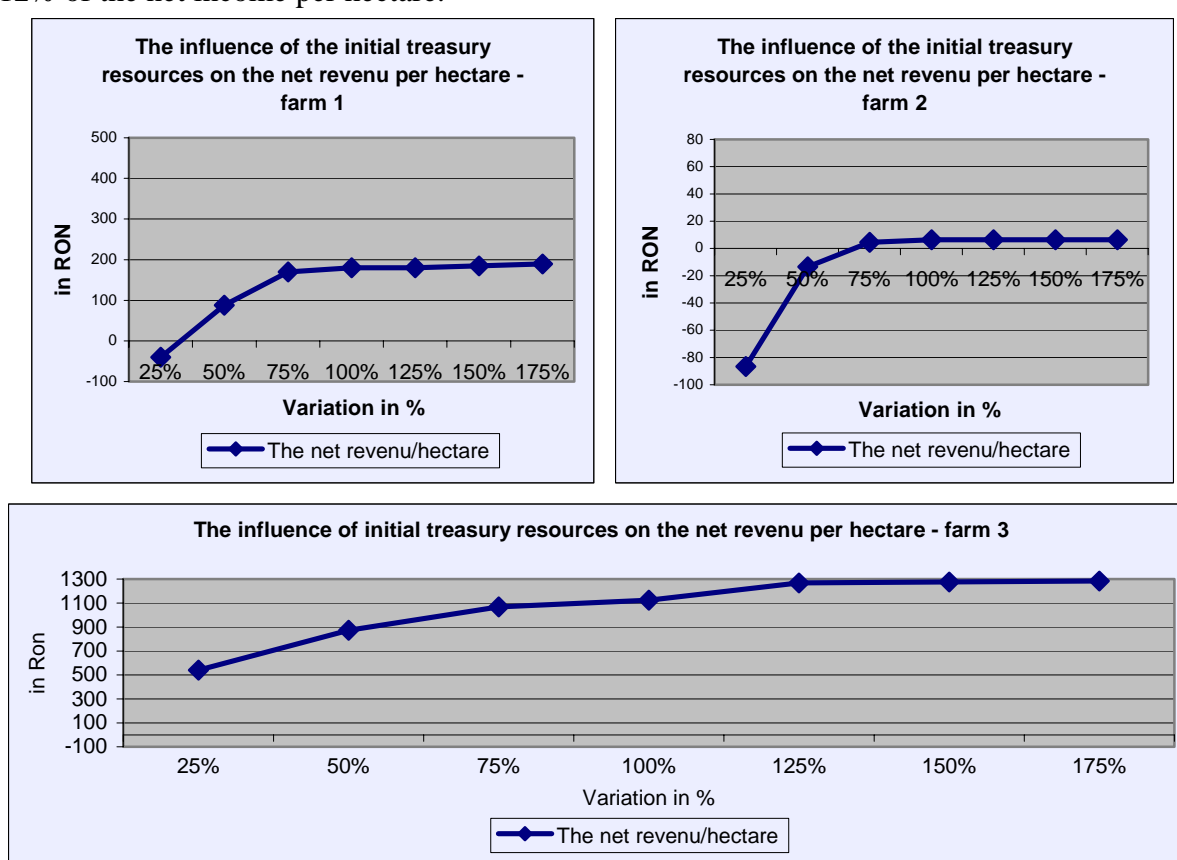 12% of the net income per hectare.
The influence of the initial treasury
resources on the net revenu per hectare -
farm 1
500
400
300
200
100
0
-100
in RON
25% 50% 75% 100% 125% 150% 175%
Variation in %
The net revenu/hectare
The influence of the initial treasury
resources on the net revenu per hectare -
farm 2
80
60
40
20
0
-20
-40
-60
-80
-100
in RON
25% 50% 75% 100% 125% 150% 175%
Variation in %
The net revenu/hectare
The influence of initial treasury resources on the net revenu per hectare - farm 3
1300
1100
900
700
500
300
100
-100
in Ron
25% 50% 75% 100% 125% 150% 175%
Variation in %
The net revenu/hectare